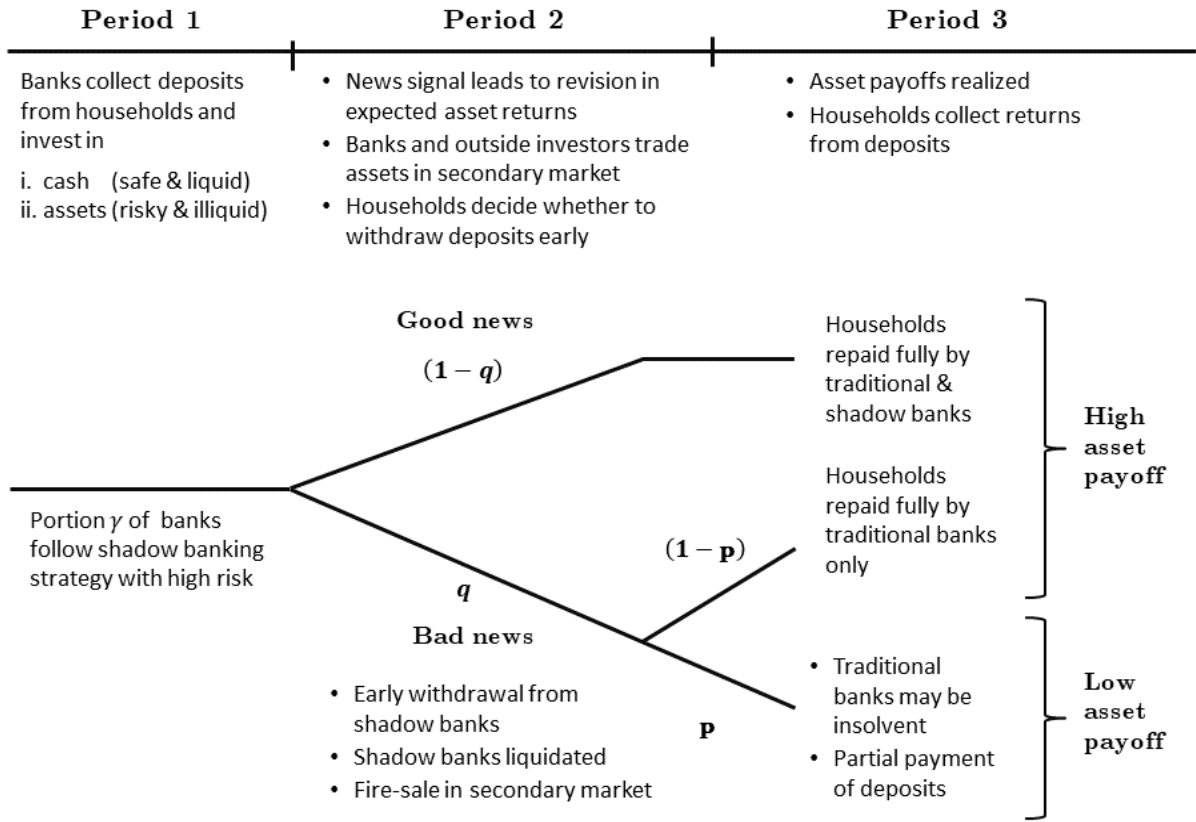 Period 1
Period 2
Period 3
Banks collect deposits
from households and
invest in
i. cash (safe & liquid)
ii. assets (risky & illiquid)
• News signal leads to revision in
expected asset returns
• Banks and outside investors trade
assets in secondary market
• Households decide whether to
withdraw deposits early
• Asset payoffs realized
• Households collect returns
from deposits
Good news
(1 − q)
Households
repaid fully by
traditional &
shadow banks
High
asset
payoff
Portion γ of banks
follow shadow banking
strategy with high risk
Households
repaid fully by
traditional banks
only
(1 − p)
q
Bad news
• Early withdrawal from
shadow banks
• Shadow banks liquidated
• Fire-sale in secondary market
p
• Traditional
banks may be
insolvent
• Partial payment
of deposits
Low
asset
payoff